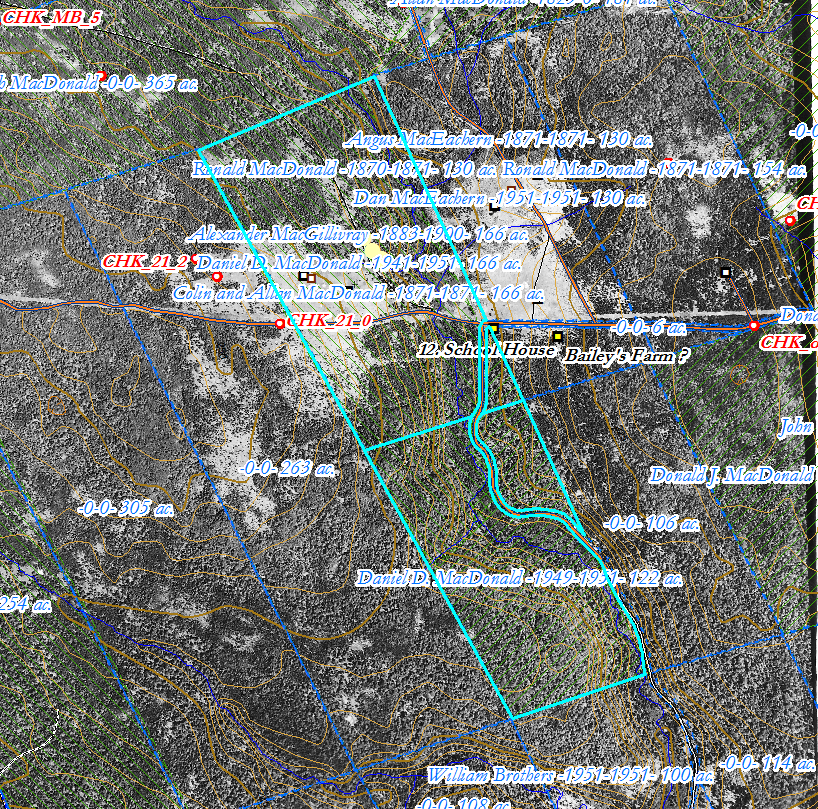 CHK_MB_5
MacDonald -0-0- 365 ac.
Angus MacEachern -1871-1871- 130 ac.
Ronald MacDonald -1870-1871- 130 ac.
Ronald MacDonald -1871-1871- 154 ac.
Dan MacEachern -1951-1951- 130 ac.
Alexander MacGillivray -1883-1900- 166 ac.
CHK_21_2
Daniel D. MacDonald -1941-1951- 166 ac.
Colin and Allen MacDonald -1871-1871- 166 ac.
CHK_21_0
-0-0- 6 ac.
12. School House
Bailey's Farm ?
John
-0-0- 263 ac.
Donald J. MacDonald
-0-0- 305 ac.
-0-0- 106 ac.
Daniel D. MacDonald -1949-1951- 122 ac.
254 ac.
-0-0- 114 ac.
William Brothers -1951-1951- 100 ac.
-0-0- 108 ac.